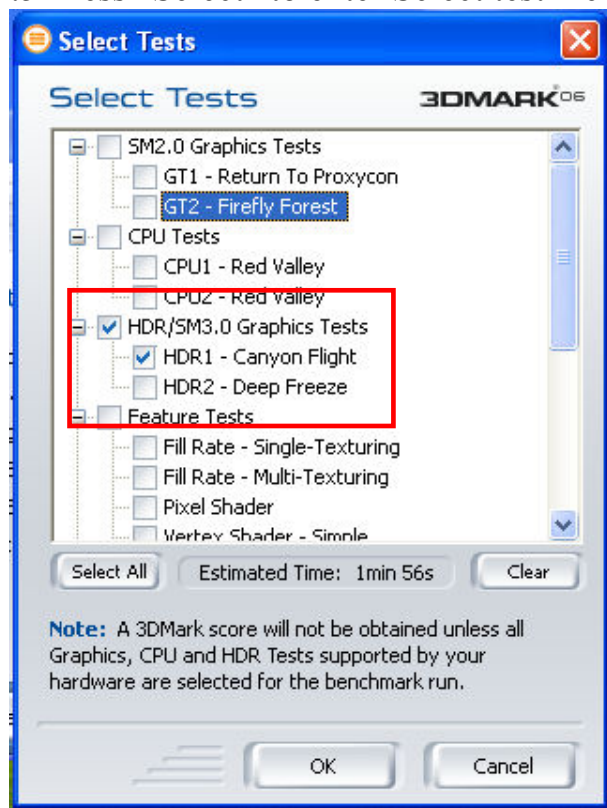 Select Tests
Select Tests 3DMARK06
SM2.0 Graphics Tests
GT1 - Return To Proxycon
GT2 - Firefly Forest
CPU Tests
CPU1 - Red Valley
CPU2 - Red Valley
HDR/SM3.0 Graphics Tests
HDR1 - Canyon Flight
HDR2 - Deep Freeze
Feature Tests
Fill Rate - Single-Texturing
Fill Rate - Multi-Texturing
Pixel Shader
Vertex Shader - Simple
Select All Estimated Time: 1min 56s Clear
Note: A 3DMark score will not be obtained unless all
Graphics, CPU and HDR Tests supported by your
hardware are selected for the benchmark run.
OK Cancel